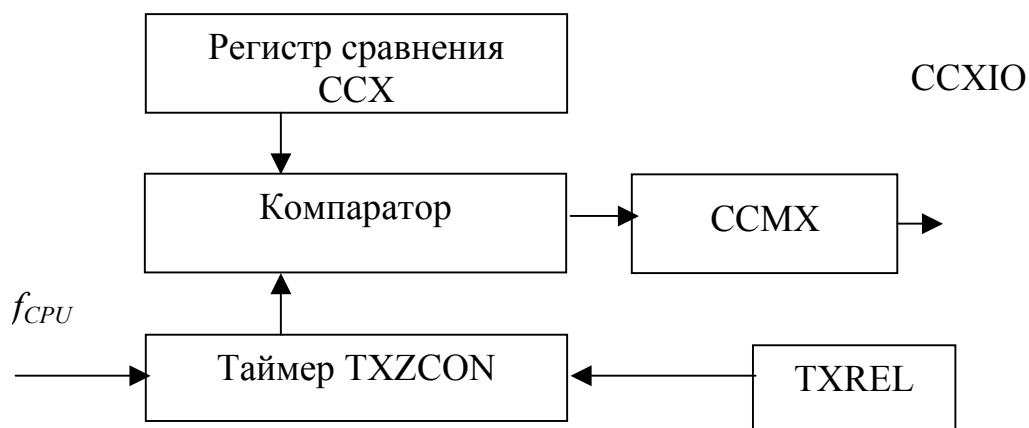 Регистр сравнения
CCX
CCXIO
Компаратор
CCMX
fCPU
Таймер TXZCON
TXREL